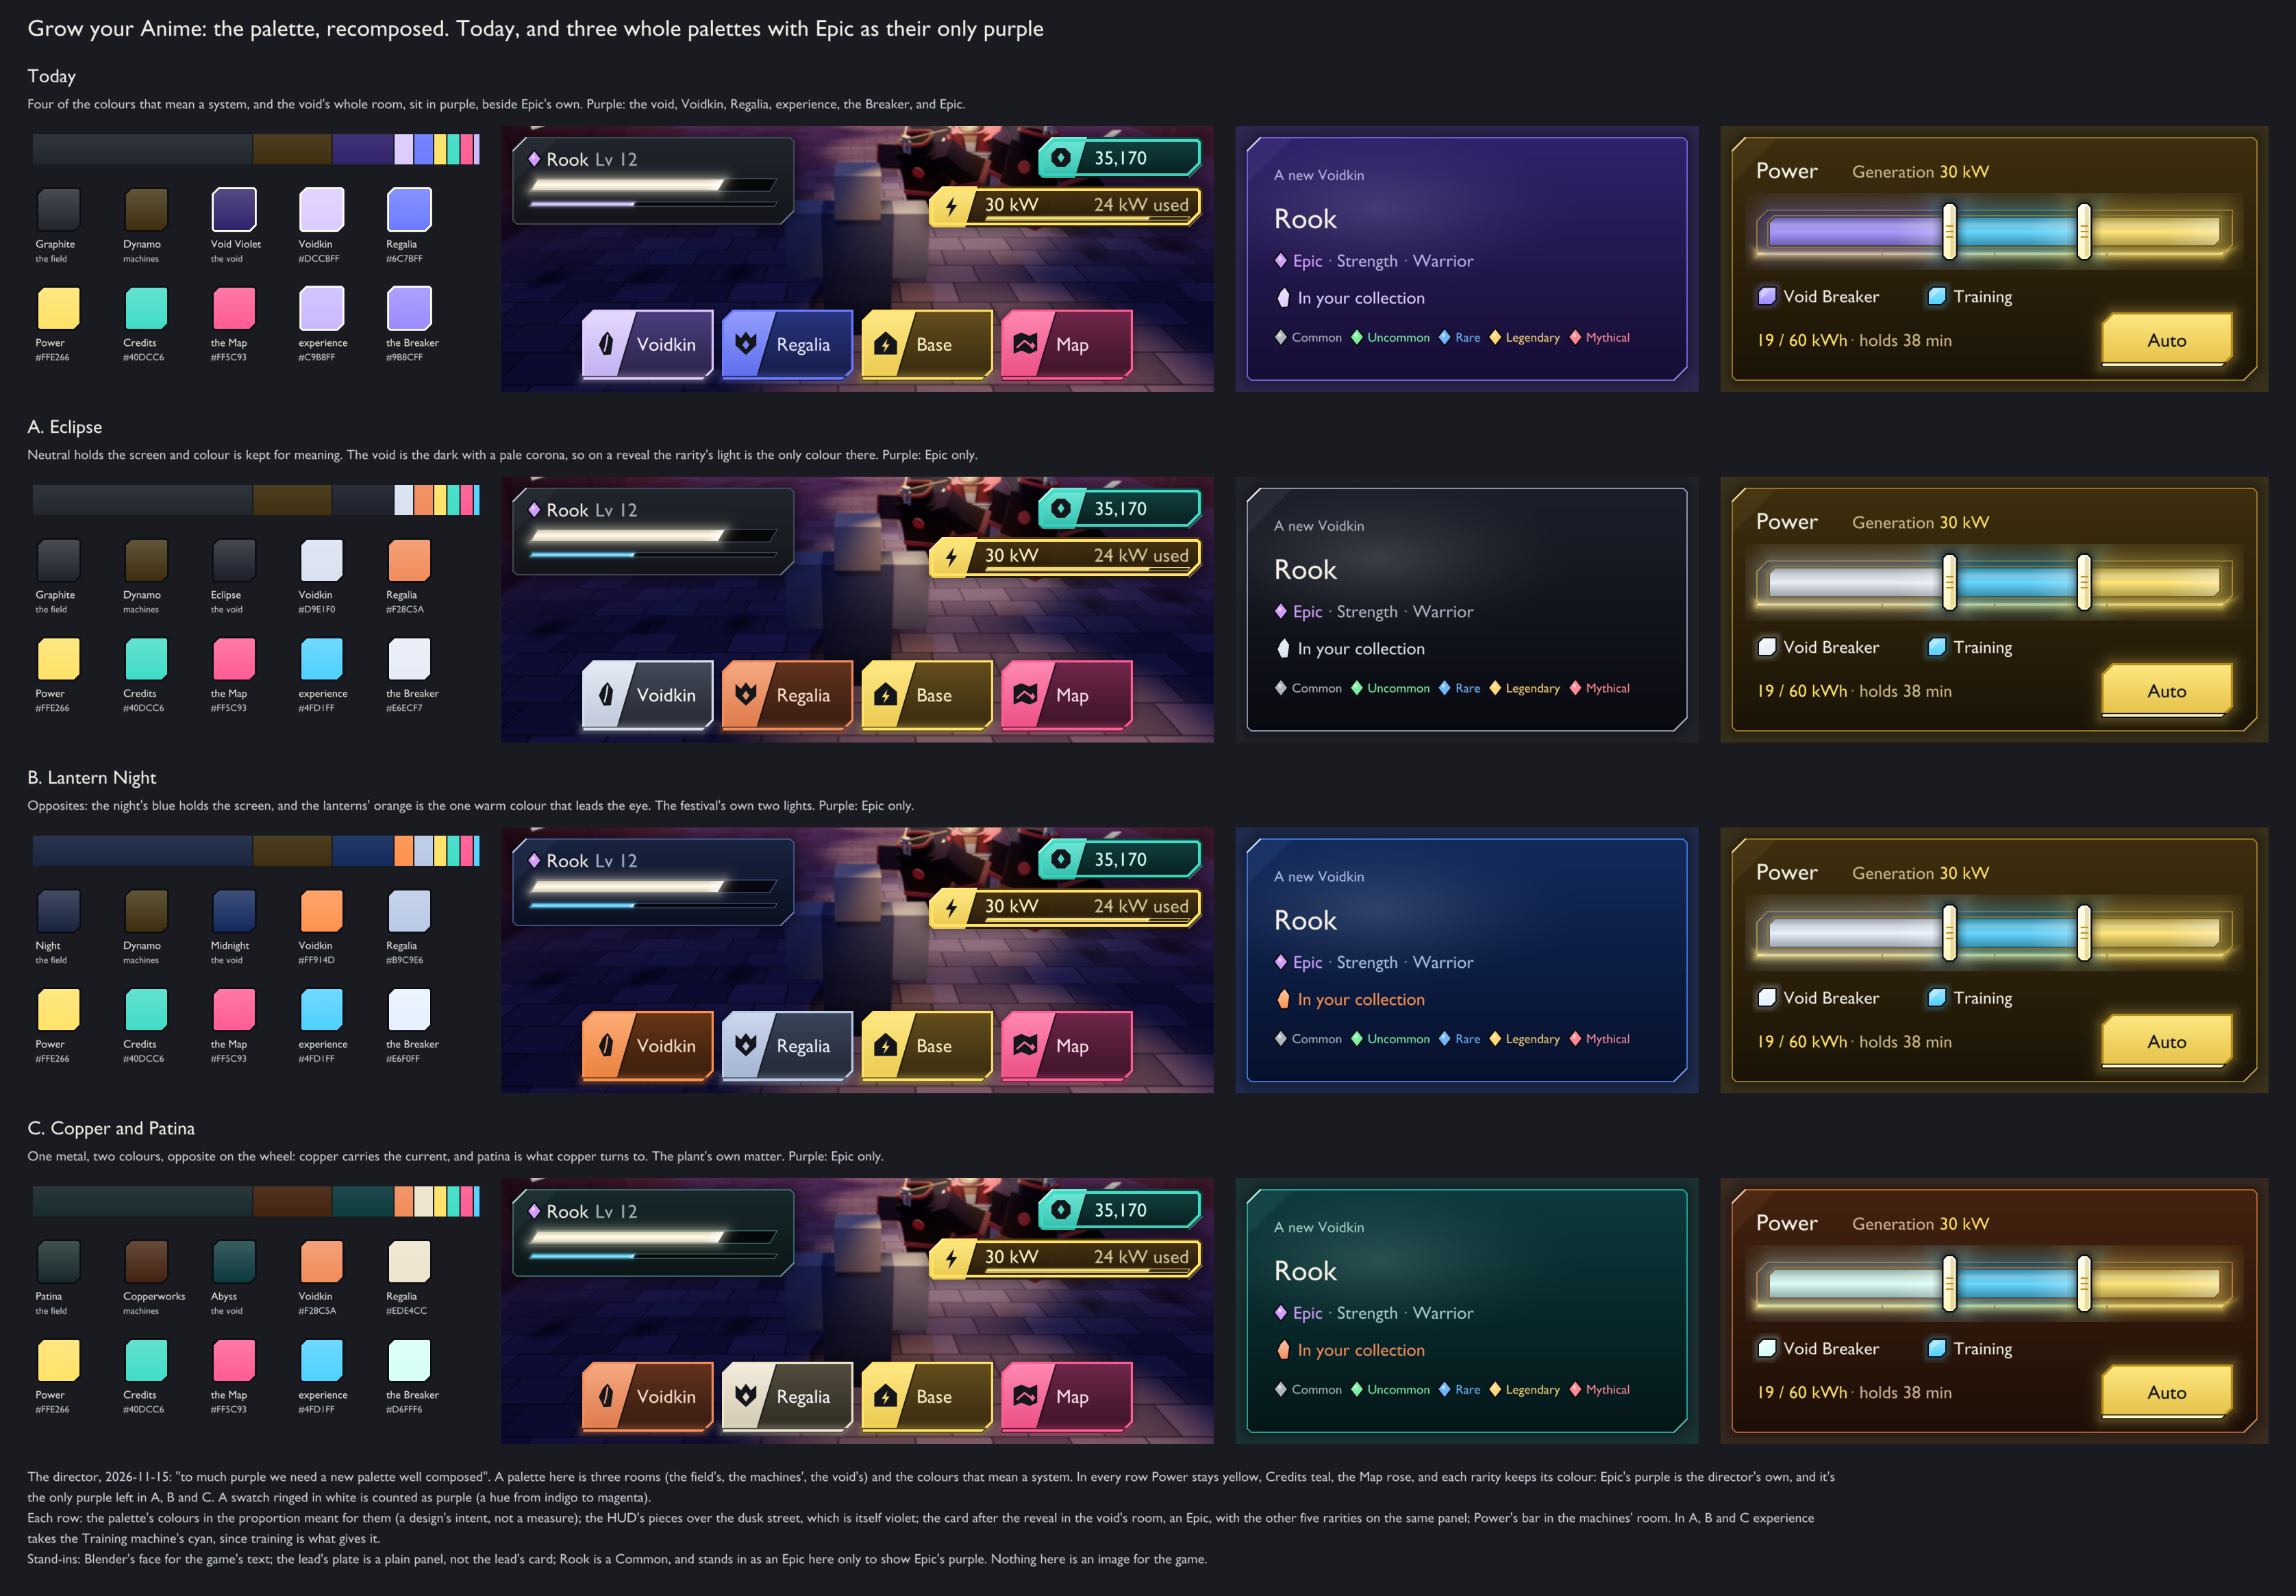 Grow your Anime: the palette, recomposed. Today, and three whole palettes with Epic as their only purple
Today
Four of the colours that mean a system, and the void's whole room, sit in purple, beside Epic's own. Purple: the void, Voidkin, Regalia, experience, the Breaker, and Epic.
Graphite
the field
Dynamo
machines
Void Violet
the void
Voidkin
#DCCBFF
Regalia
#6C7BFF
Power
#FFE266
Credits
#40DCC6
the Map
#FF5C93
experience
#C9B8FF
the Breaker
#9B8CFF
Rook Lv 12
35,170
30 kW 24 kW used
Voidkin
Regalia
Base
Map
A new Voidkin
Rook
Epic · Strength · Warrior
In your collection
Common Uncommon Rare Legendary Mythical
Power Generation 30 kW
Void Breaker Training
19 / 60 kWh · holds 38 min
Auto
A. Eclipse
Neutral holds the screen and colour is kept for meaning. The void is the dark with a pale corona, so on a reveal the rarity's light is the only colour there. Purple: Epic only.
Graphite
the field
Dynamo
machines
Eclipse
the void
Voidkin
#D9E1F0
Regalia
#F28C5A
Power
#FFE266
Credits
#40DCC6
the Map
#FF5C93
experience
#4FD1FF
the Breaker
#E6ECF7
Rook Lv 12
35,170
30 kW 24 kW used
Voidkin
Regalia
Base
Map
A new Voidkin
Rook
Epic · Strength · Warrior
In your collection
Common Uncommon Rare Legendary Mythical
Power Generation 30 kW
Void Breaker Training
19 / 60 kWh · holds 38 min
Auto
B. Lantern Night
Opposites: the night's blue holds the screen, and the lanterns' orange is the one warm colour that leads the eye. The festival's own two lights. Purple: Epic only.
Night
the field
Dynamo
machines
Midnight
the void
Voidkin
#FF914D
Regalia
#B9C9E6
Power
#FFE266
Credits
#40DCC6
the Map
#FF5C93
experience
#4FD1FF
the Breaker
#E6F0FF
Rook Lv 12
35,170
30 kW 24 kW used
Voidkin
Regalia
Base
Map
A new Voidkin
Rook
Epic · Strength · Warrior
In your collection
Common Uncommon Rare Legendary Mythical
Power Generation 30 kW
Void Breaker Training
19 / 60 kWh · holds 38 min
Auto
C. Copper and Patina
One metal, two colours, opposite on the wheel: copper carries the current, and patina is what copper turns to. The plant's own matter. Purple: Epic only.
Patina
the field
Copperworks
machines
Abyss
the void
Voidkin
#F28C5A
Regalia
#EDE4CC
Power
#FFE266
Credits
#40DCC6
the Map
#FF5C93
experience
#4FD1FF
the Breaker
#D6FFF6
Rook Lv 12
35,170
30 kW 24 kW used
Voidkin
Regalia
Base
Map
A new Voidkin
Rook
Epic · Strength · Warrior
In your collection
Common Uncommon Rare Legendary Mythical
Power Generation 30 kW
Void Breaker Training
19 / 60 kWh · holds 38 min
Auto
The director, 2026-11-15: "to much purple we need a new palette well composed". A palette here is three rooms (the field's, the machines', the void's) and the colours that mean a system. In every row Power stays yellow, Credits teal, the Map rose, and each rarity keeps its colour: Epic's purple is the director's own, and it's
the only purple left in A, B and C. A swatch ringed in white is counted as purple (a hue from indigo to magenta).
Each row: the palette's colours in the proportion meant for them (a design's intent, not a measure); the HUD's pieces over the dusk street, which is itself violet; the card after the reveal in the void's room, an Epic, with the other five rarities on the same panel; Power's bar in the machines' room. In A, B and C experience
takes the Training machine's cyan, since training is what gives it.
Stand-ins: Blender's face for the game's text; the lead's plate is a plain panel, not the lead's card; Rook is a Common, and stands in as an Epic here only to show Epic's purple. Nothing here is an image for the game.